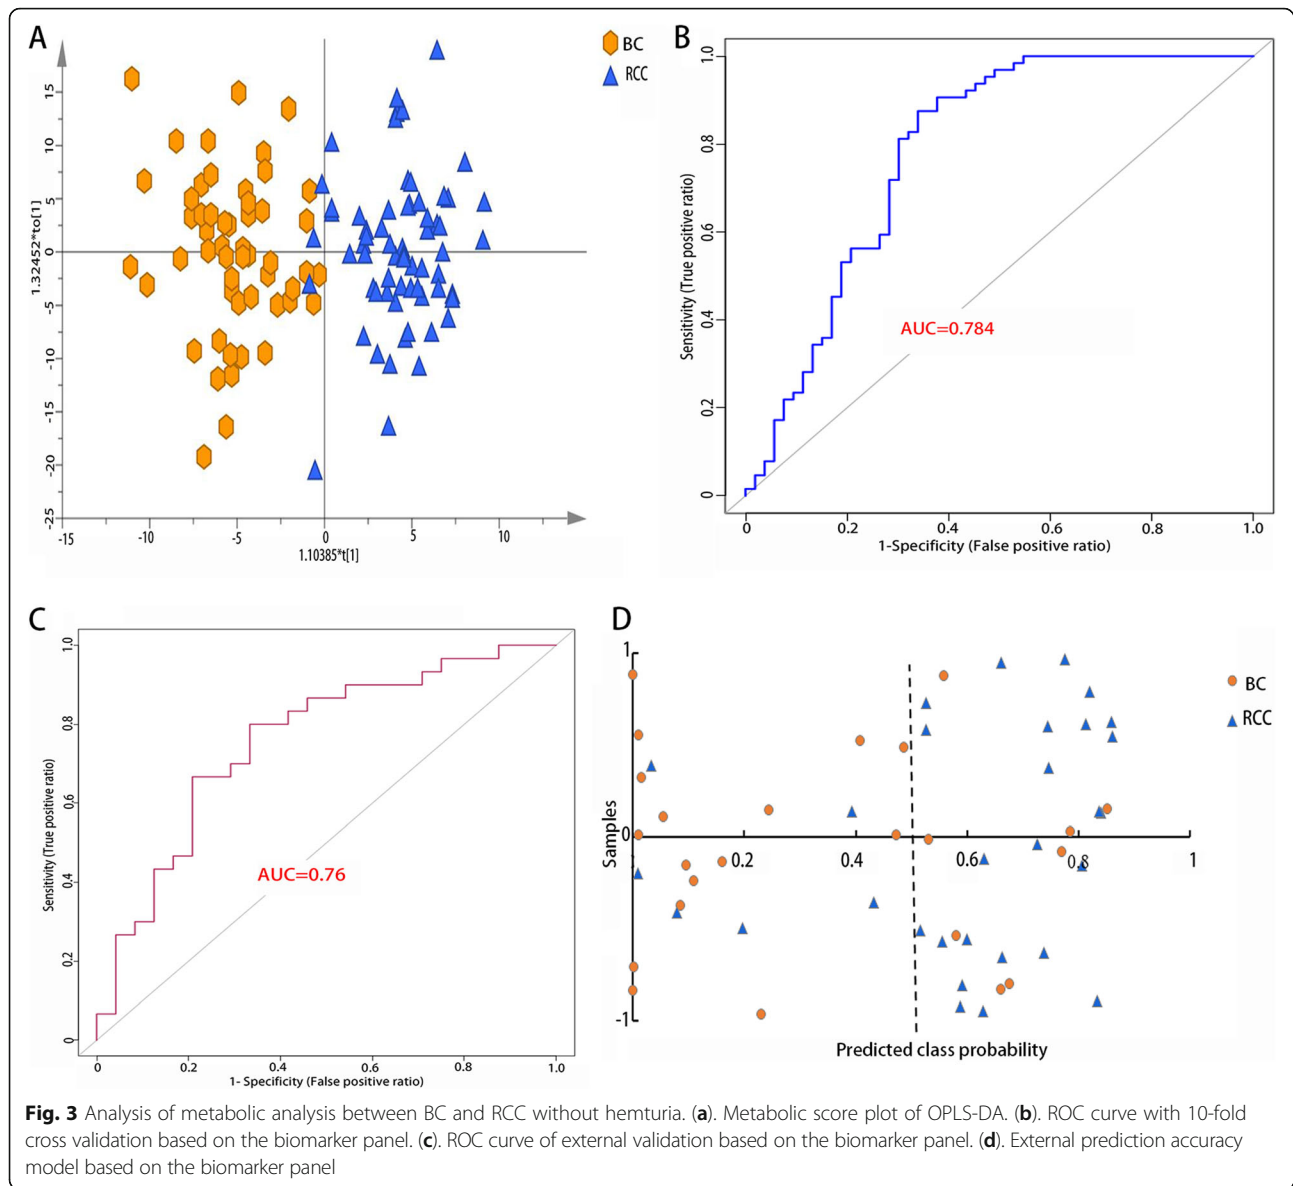 A
BC
RCC
1.32452*to[1]
15
10
5
0
-5
-10
-15
-20
-25
-15
-10
-5
0
5
10
1.10385*t[1]
B
Sensitivity (True positive ratio)
1.0
0.8
0.6
0.4
0.2
0
AUC=0.784
0
0.2
0.4
0.6
0.8
1.0
1-Specificity (False positive ratio)
C
Sensitivity (True positive ratio)
1.0
0.8
0.6
0.4
0.2
0
AUC=0.76
0
0.2
0.4
0.6
0.8
1.0
1- Specificity (False positive ratio)
D
BC
RCC
Samples
1
0
-1
0.2
0.4
0.6
0.8
1
Predicted class probability
Fig. 3 Analysis of metabolic analysis between BC and RCC without hemturia. (a). Metabolic score plot of OPLS-DA. (b). ROC curve with 10-fold
cross validation based on the biomarker panel. (c). ROC curve of external validation based on the biomarker panel. (d). External prediction accuracy
model based on the biomarker panel